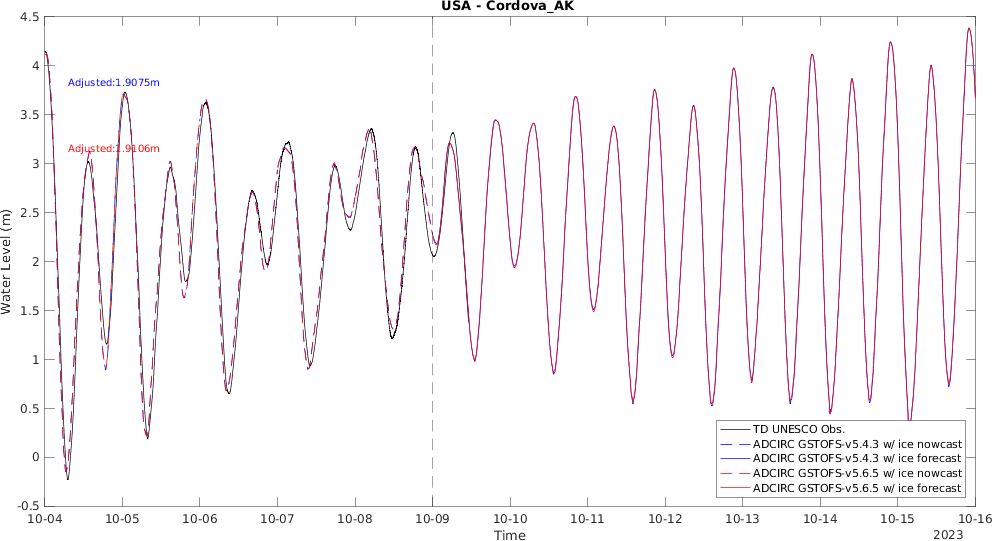 USA - Cordova_AK
4.5
4
3.5
3
2.5
2
1.5
1
0.5
0
-0.5
Water Level (m)
Adjusted:1.9075m
Adjusted:1.9106m
TD UNESCO Obs.
ADCIRC GSTOFS-v5.4.3 w/ ice nowcast
ADCIRC GSTOFS-v5.4.3 w/ ice forecast
ADCIRC GSTOFS-v5.6.5 w/ ice nowcast
ADCIRC GSTOFS-v5.6.5 w/ ice forecast
10-04 10-05 10-06 10-07 10-08 10-09 10-10 10-11 10-12 10-13 10-14 10-15 10-16
Time
2023